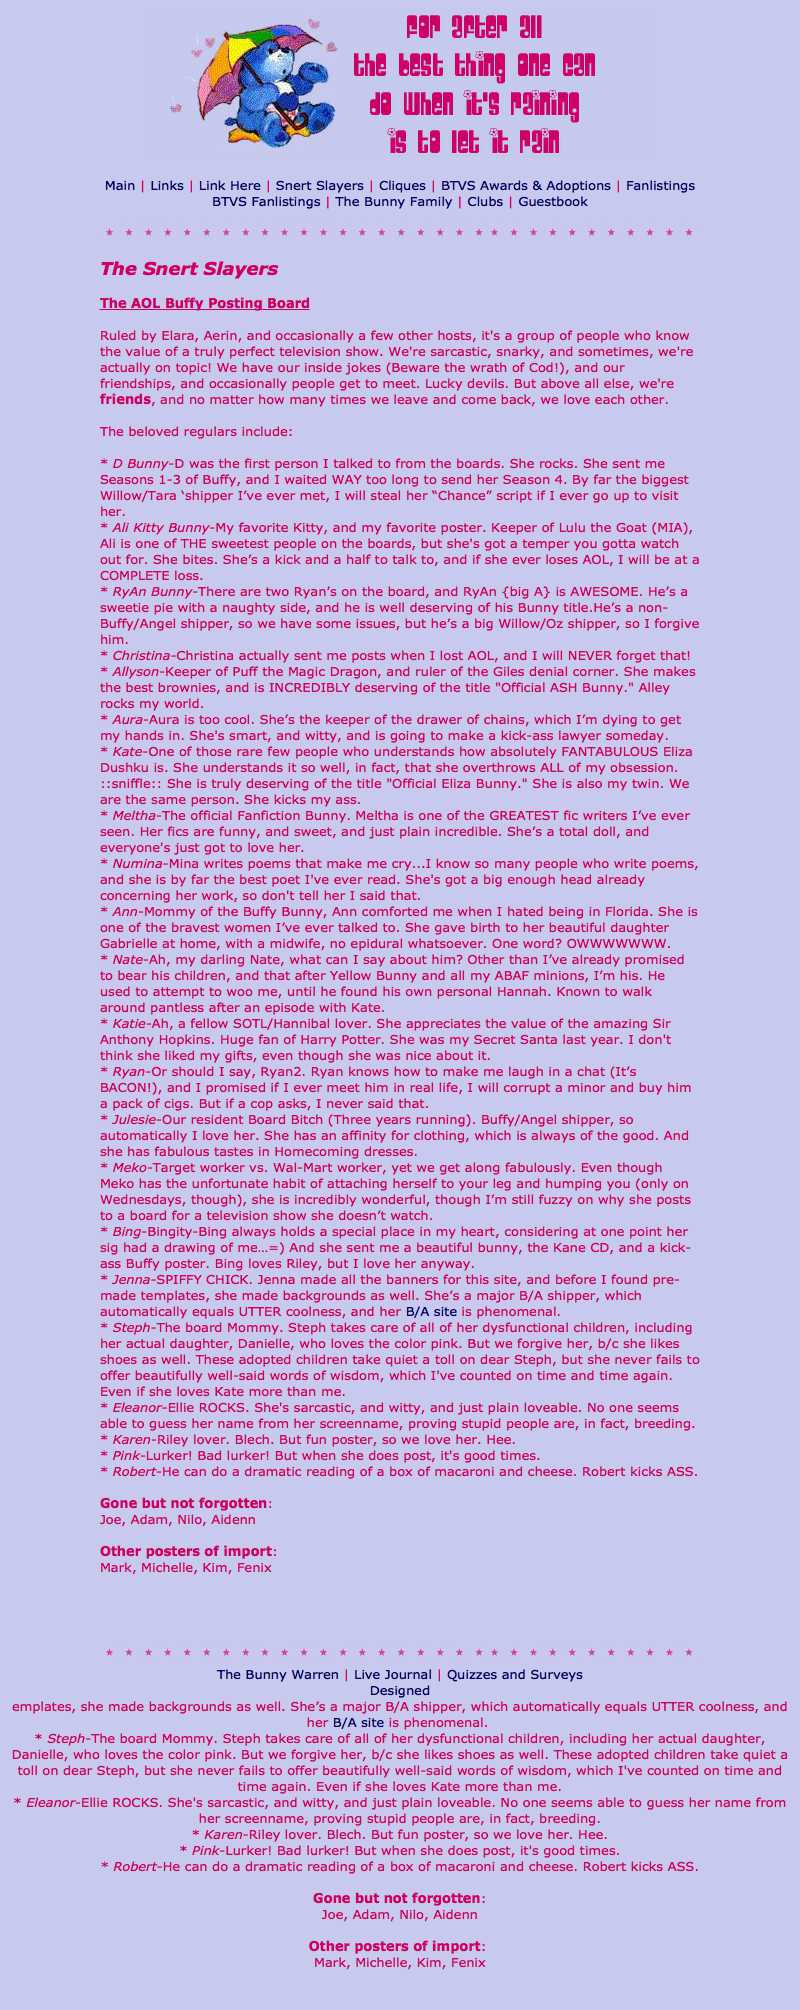 for after all
the best thing one can
do when it's raining
is to let it rain
Main | Links | Link Here | Snert Slayers | Cliques | BTVS Awards & Adoptions | Fanlistings
BTVS Fanlistings | The Bunny Family | Clubs | Guestbook
The Snert Slayers
The AOL Buffy Posting Board
Ruled by Elara, Aerin, and occasionally a few other hosts, it's a group of people who know
the value of a truly perfect television show. We're sarcastic, snarky, and sometimes, we're
actually on topic! We have our inside jokes (Beware the wrath of Cod!), and our
friendships, and occasionally people get to meet. Lucky devils. But above all else, we're
friends, and no matter how many times we leave and come back, we love each other.
The beloved regulars include:
* D Bunny-D was the first person I talked to from the boards. She rocks. She sent me
Seasons 1-3 of Buffy, and I waited WAY too long to send her Season 4. By far the biggest
Willow/Tara ‘shipper I’ve ever met, I will steal her “Chance” script if I ever go up to visit
her.
* Ali Kitty Bunny-My favorite Kitty, and my favorite poster. Keeper of Lulu the Goat (MIA),
Ali is one of THE sweetest people on the boards, but she's got a temper you gotta watch
out for. She bites. She’s a kick and a half to talk to, and if she ever loses AOL, I will be at a
COMPLETE loss.
* RyAn Bunny-There are two Ryan’s on the board, and RyAn {big A} is AWESOME. He’s a
sweetie pie with a naughty side, and he is well deserving of his Bunny title.He’s a non-
Buffy/Angel shipper, so we have some issues, but he’s a big Willow/Oz shipper, so I forgive
him.
* Christina-Christina actually sent me posts when I lost AOL, and I will NEVER forget that!
* Allyson-Keeper of Puff the Magic Dragon, and ruler of the Giles denial corner. She makes
the best brownies, and is INCREDIBLY deserving of the title "Official ASH Bunny." Alley
rocks my world.
* Aura-Aura is too cool. She’s the keeper of the drawer of chains, which I’m dying to get
my hands in. She's smart, and witty, and is going to make a kick-ass lawyer someday.
* Kate-One of those rare few people who understands how absolutely FANTABULOUS Eliza
Dushku is. She understands it so well, in fact, that she overthrows ALL of my obsession.
::sniffle:: She is truly deserving of the title "Official Eliza Bunny." She is also my twin. We
are the same person. She kicks my ass.
* Meltha-The official Fanfiction Bunny. Meltha is one of the GREATEST fic writers I’ve ever
seen. Her fics are funny, and sweet, and just plain incredible. She’s a total doll, and
everyone's just got to love her.
* Numina-Mina writes poems that make me cry...I know so many people who write poems,
and she is by far the best poet I've ever read. She's got a big enough head already
concerning her work, so don't tell her I said that.
* Ann-Mommy of the Buffy Bunny, Ann comforted me when I hated being in Florida. She is
one of the bravest women I’ve ever talked to. She gave birth to her beautiful daughter
Gabrielle at home, with a midwife, no epidural whatsoever. One word? OWWWWWWW.
* Nate-Ah, my darling Nate, what can I say about him? Other than I’ve already promised
to bear his children, and that after Yellow Bunny and all my ABAF minions, I’m his. He
used to attempt to woo me, until he found his own personal Hannah. Known to walk
around pantless after an episode with Kate.
* Katie-Ah, a fellow SOTL/Hannibal lover. She appreciates the value of the amazing Sir
Anthony Hopkins. Huge fan of Harry Potter. She was my Secret Santa last year. I don't
think she liked my gifts, even though she was nice about it.
* Ryan-Or should I say, Ryan2. Ryan knows how to make me laugh in a chat (It’s
BACON!), and I promised if I ever meet him in real life, I will corrupt a minor and buy him
a pack of cigs. But if a cop asks, I never said that.
* Julesie-Our resident Board Bitch (Three years running). Buffy/Angel shipper, so
automatically I love her. She has an affinity for clothing, which is always of the good. And
she has fabulous tastes in Homecoming dresses.
* Meko-Target worker vs. Wal-Mart worker, yet we get along fabulously. Even though
Meko has the unfortunate habit of attaching herself to your leg and humping you (only on
Wednesdays, though), she is incredibly wonderful, though I’m still fuzzy on why she posts
to a board for a television show she doesn’t watch.
* Bing-Bingity-Bing always holds a special place in my heart, considering at one point her
sig had a drawing of me...=) And she sent me a beautiful bunny, the Kane CD, and a kick-
ass Buffy poster. Bing loves Riley, but I love her anyway.
* Jenna-SPIFFY CHICK. Jenna made all the banners for this site, and before I found pre-
made templates, she made backgrounds as well. She’s a major B/A shipper, which
automatically equals UTTER coolness, and her B/A site is phenomenal.
* Steph-The board Mommy. Steph takes care of all of her dysfunctional children, including
her actual daughter, Danielle, who loves the color pink. But we forgive her, b/c she likes
shoes as well. These adopted children take quiet a toll on dear Steph, but she never fails to
offer beautifully well-said words of wisdom, which I've counted on time and time again.
Even if she loves Kate more than me.
* Eleanor-Ellie ROCKS. She's sarcastic, and witty, and just plain loveable. No one seems
able to guess her name from her screenname, proving stupid people are, in fact, breeding.
* Karen-Riley lover. Blech. But fun poster, so we love her. Hee.
* Pink-Lurker! Bad lurker! But when she does post, it's good times.
* Robert-He can do a dramatic reading of a box of macaroni and cheese. Robert kicks ASS.
Gone but not forgotten:
Joe, Adam, Nilo, Aidenn
Other posters of import:
Mark, Michelle, Kim, Fenix
The Bunny Warren | Live Journal | Quizzes and Surveys
Designed
emplates, she made backgrounds as well. She’s a major B/A shipper, which automatically equals UTTER coolness, and
her B/A site is phenomenal.
* Steph-The board Mommy. Steph takes care of all of her dysfunctional children, including her actual daughter,
Danielle, who loves the color pink. But we forgive her, b/c she likes shoes as well. These adopted children take quiet a
toll on dear Steph, but she never fails to offer beautifully well-said words of wisdom, which I've counted on time and
time again. Even if she loves Kate more than me.
* Eleanor-Ellie ROCKS. She's sarcastic, and witty, and just plain loveable. No one seems able to guess her name from
her screenname, proving stupid people are, in fact, breeding.
* Karen-Riley lover. Blech. But fun poster, so we love her. Hee.
* Pink-Lurker! Bad lurker! But when she does post, it's good times.
* Robert-He can do a dramatic reading of a box of macaroni and cheese. Robert kicks ASS.
Gone but not forgotten:
Joe, Adam, Nilo, Aidenn
Other posters of import:
Mark, Michelle, Kim, Fenix